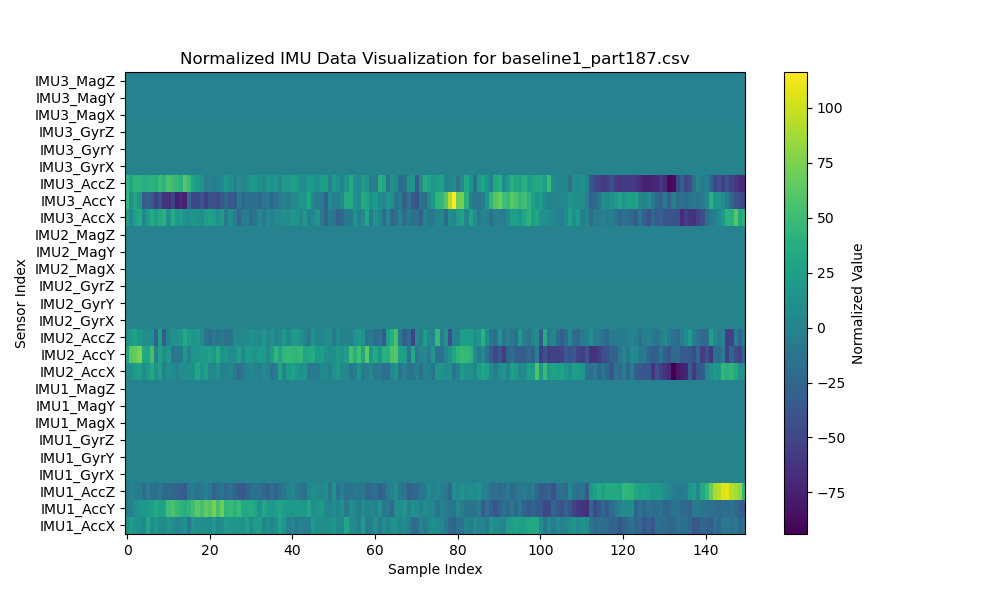 Normalized IMU Data Visualization for baseline1_part187.csv
IMU3_MagZ
IMU3_MagY
IMU3_MagX
IMU3_GyrZ
IMU3_GyrY
IMU3_GyrX
IMU3_AccZ
IMU3_AccY
IMU3_AccX
IMU2_MagZ
IMU2_MagY
IMU2_MagX
IMU2_GyrZ
IMU2_GyrY
IMU2_GyrX
IMU2_AccZ
IMU2_AccY
IMU2_AccX
IMU1_MagZ
IMU1_MagY
IMU1_MagX
IMU1_GyrZ
IMU1_GyrY
IMU1_GyrX
IMU1_AccZ
IMU1_AccY
IMU1_AccX
Sensor Index
0 20 40 60 80 100 120 140
Sample Index
100
75
50
25
0
−25
−50
−75
Normalized Value